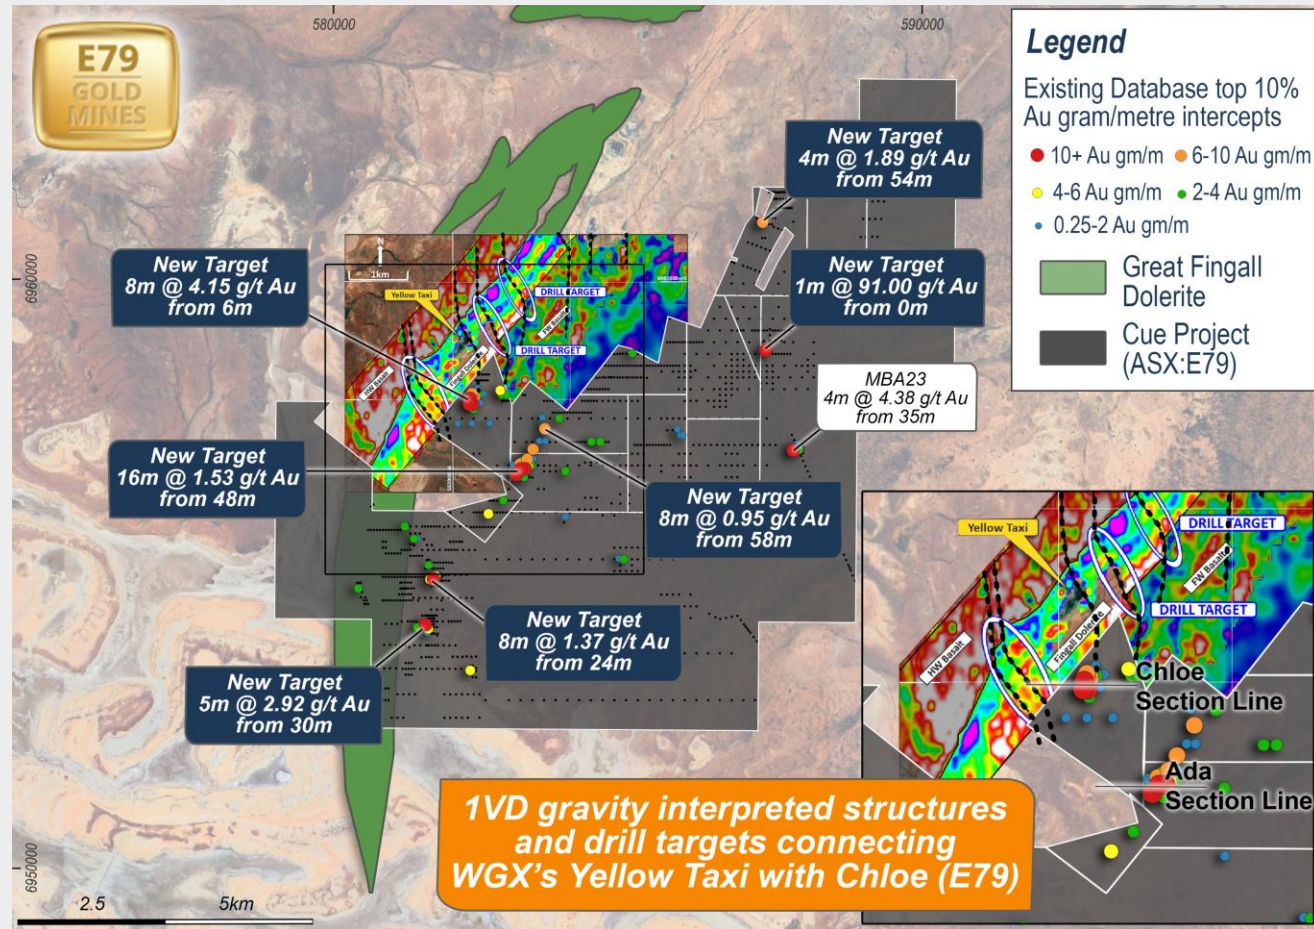 580000
590000
E79
GOLD
MINES
Legend
Existing Database top 10%
Au gram/metre intercepts
10+ Au gm/m
6-10 Au gm/m
4-6 Au gm/m
2-4 Au gm/m
0.25-2 Au gm/m
Great Fingall
Dolerite
Cue Project
(ASX:E79)
New Target
4m @ 1.89 g/t Au
from 54m
6960000
New Target
8m @ 4.15 g/t Au
from 6m
N
1km
Yellow Taxi
DRILL TARGET
FW Basalt
DRILL TARGET
HW Basalt
Fingall Dolerite
New Target
1m @ 91.00 g/t Au
from 0m
MBA23
4m @ 4.38 g/t Au
from 35m
New Target
16m @ 1.53 g/t Au
from 48m
New Target
8m @ 0.95 g/t Au
from 58m
New Target
8m @ 1.37 g/t Au
from 24m
New Target
5m @ 2.92 g/t Au
from 30m
Yellow Taxi
DRILL TARGET
FW Basalt
DRILL TARGET
HW Basalt
Fingall Dolerite
Chloe
Section Line
Ada
Section Line
1VD gravity interpreted structures
and drill targets connecting
WGX's Yellow Taxi with Chloe (E79)
6950000
2.5
5km